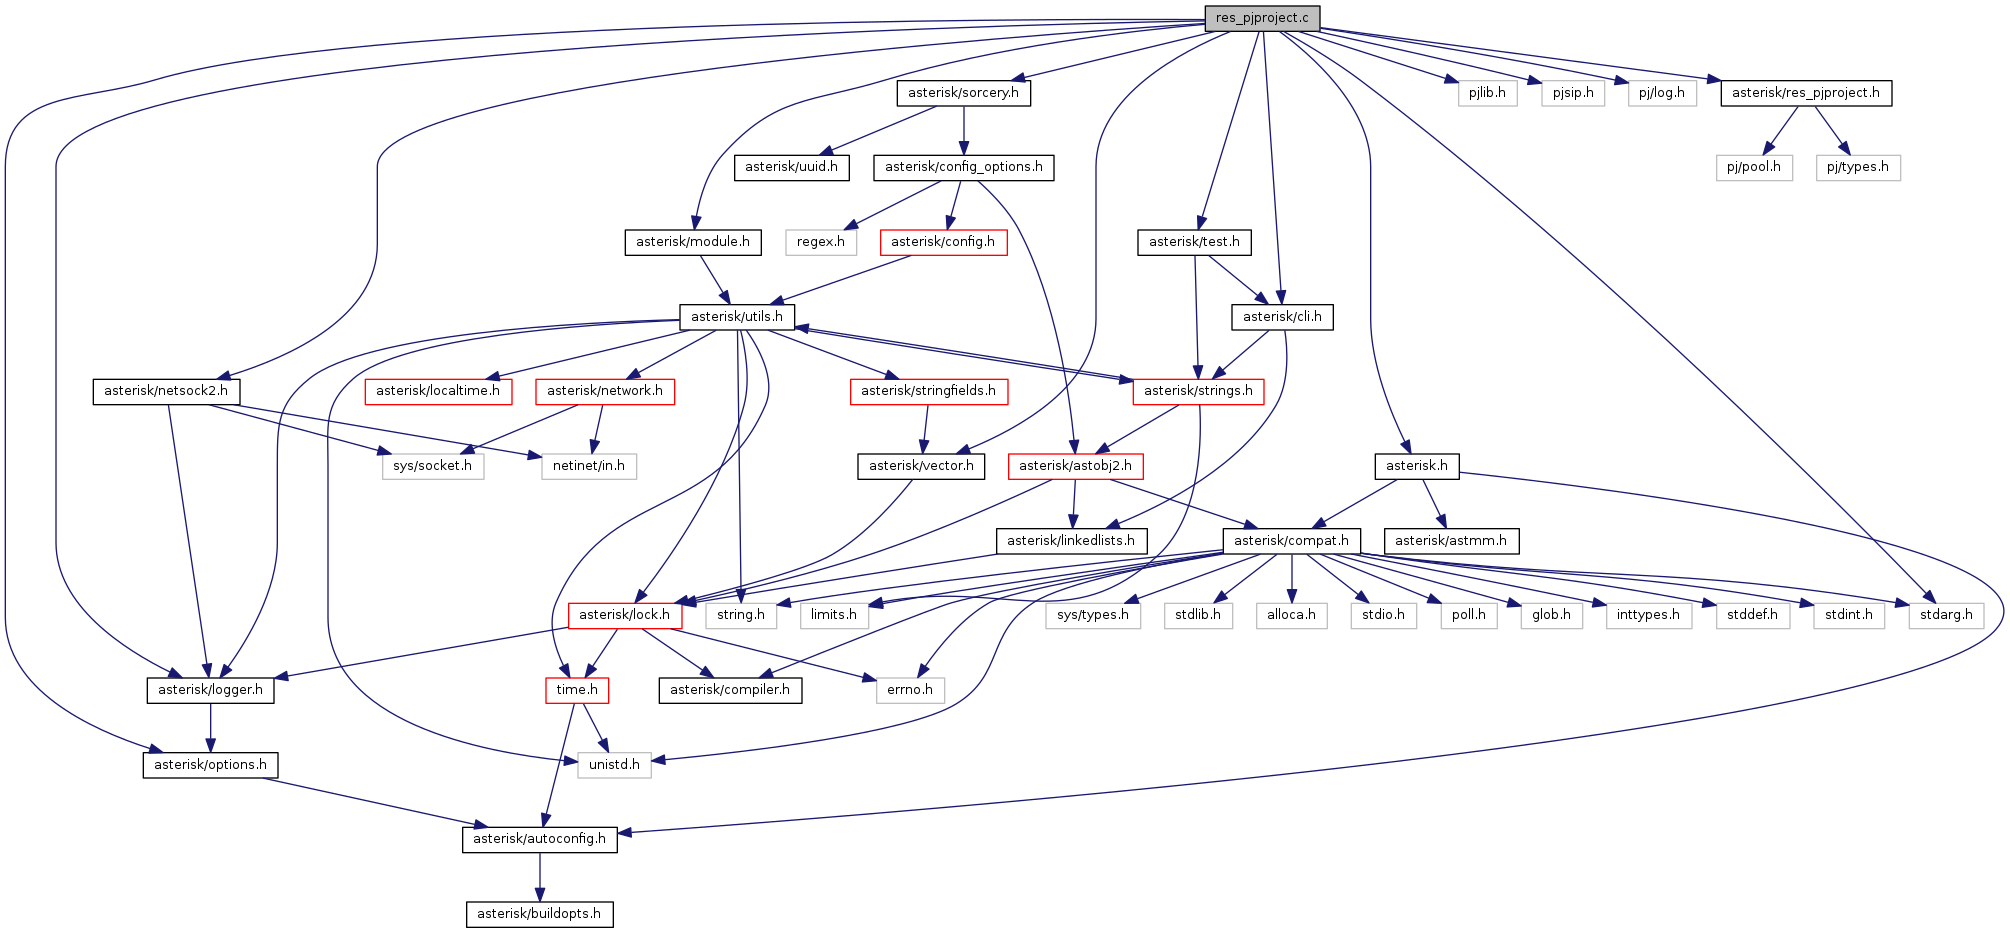 res_pjproject.c
asterisk/sorcery.h
pjlib.h
pjsip.h
pj/log.h
asterisk/res_pjproject.h
asterisk/uuid.h
asterisk/config_options.h
pj/pool.h
pj/types.h
asterisk/module.h
regex.h
asterisk/config.h
asterisk/test.h
asterisk/utils.h
asterisk/cli.h
asterisk/netsock2.h
asterisk/localtime.h
asterisk/network.h
asterisk/stringfields.h
asterisk/strings.h
sys/socket.h
netinet/in.h
asterisk/vector.h
asterisk/astobj2.h
asterisk.h
asterisk/linkedlists.h
asterisk/compat.h
asterisk/astmm.h
asterisk/lock.h
string.h
limits.h
sys/types.h
stdlib.h
alloca.h
stdio.h
poll.h
glob.h
inttypes.h
stddef.h
stdint.h
stdarg.h
asterisk/logger.h
time.h
asterisk/compiler.h
errno.h
asterisk/options.h
unistd.h
asterisk/autoconfig.h
asterisk/buildopts.h